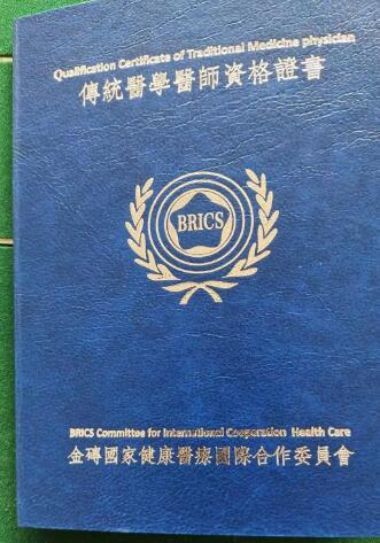 Qualification Certificate of Traditional Medicine physician
傳統醫學醫師資格證書
BRICS
BRICS Committee for International Cooperation Health Care
金磚國家健康醫療國際合作委員會